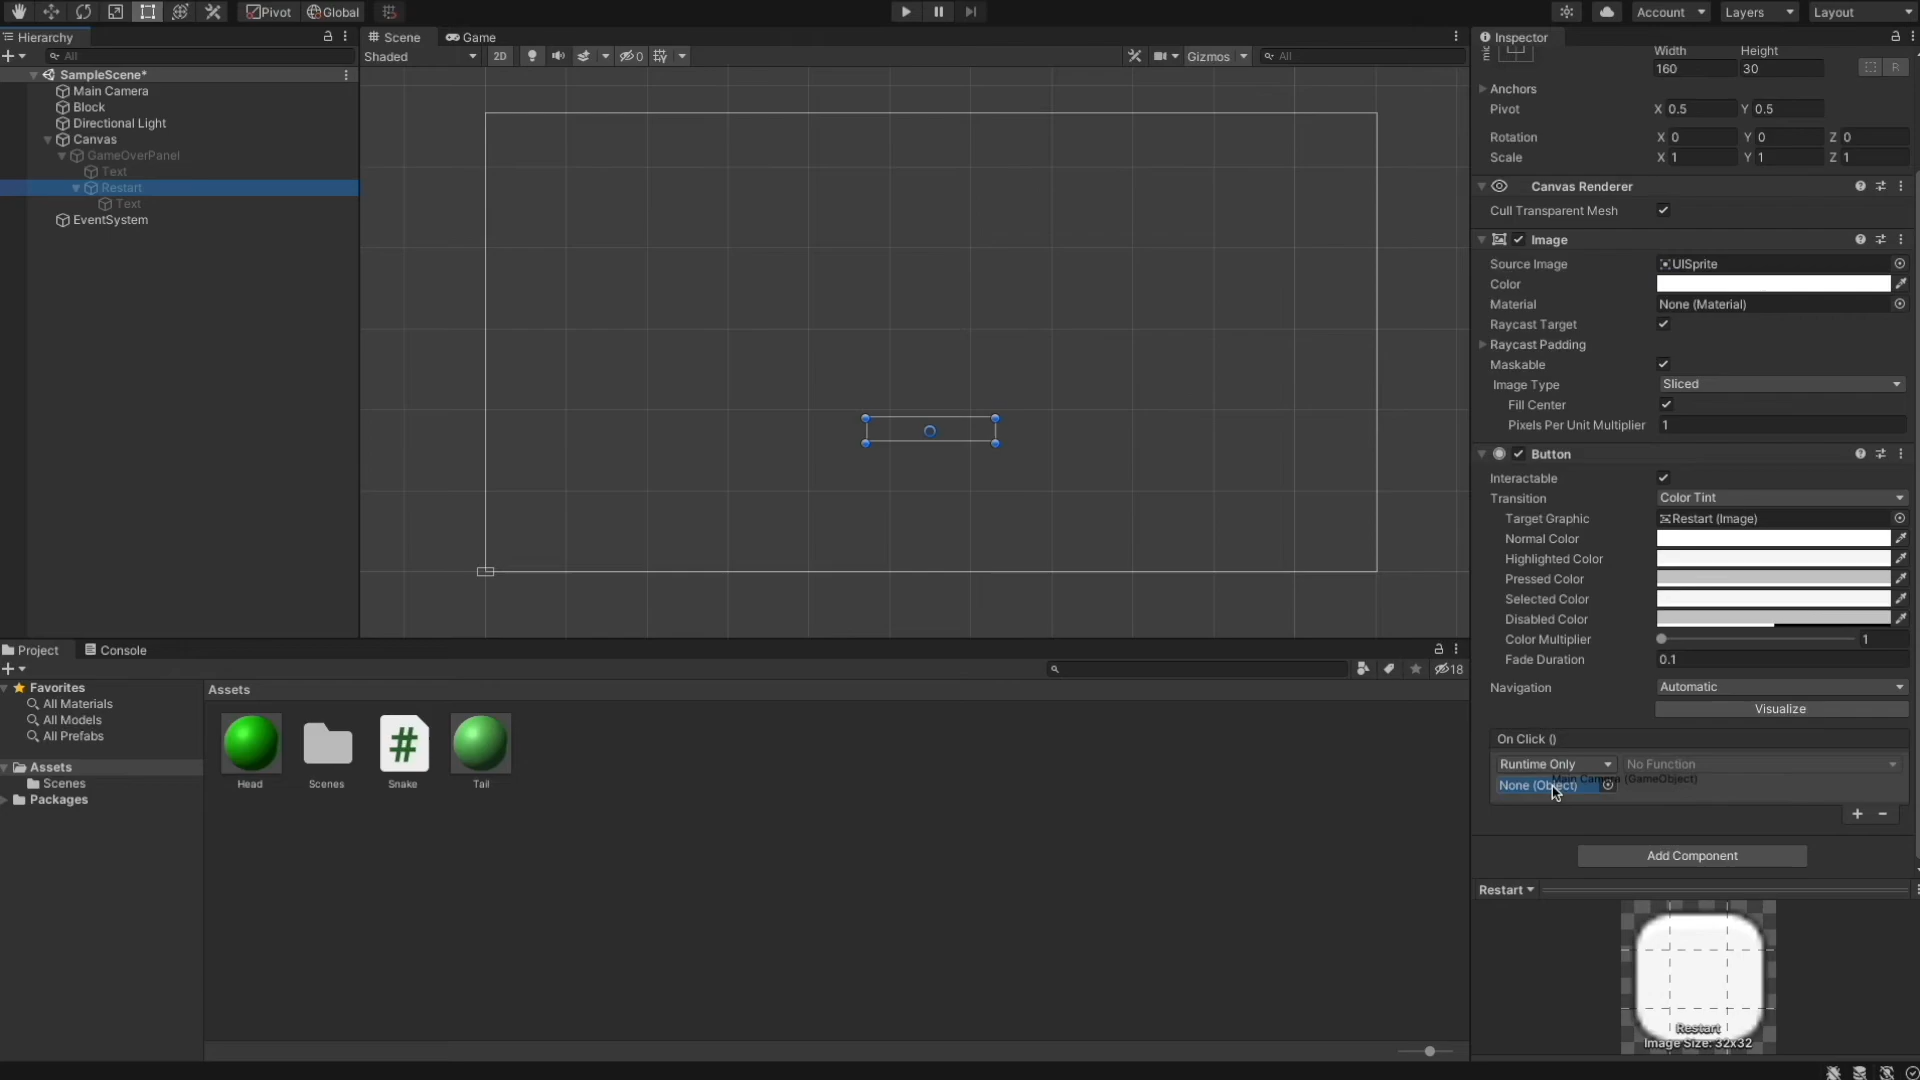 Pivot Global Account Layers Layout
Hierarchy
All
SampleScene*
Main Camera
Block
Directional Light
Canvas
GameOverPanel
Text
Restart
Text
EventSystem
Scene Game
Shaded 2D 0 Gizmos All
Inspector
Width Height
160 30
Anchors
Pivot X 0.5 Y 0.5
Rotation X 0 Y 0 Z 0
Scale X 1 Y 1 Z 1
Canvas Renderer
Cull Transparent Mesh
Image
Source Image UISprite
Color
Material None (Material)
Raycast Target
Raycast Padding
Maskable
Image Type Sliced
Fill Center
Pixels Per Unit Multiplier 1
Button
Interactable
Transition Color Tint
Target Graphic Restart (Image)
Normal Color
Highlighted Color
Pressed Color
Selected Color
Disabled Color
Color Multiplier 1
Fade Duration 0.1
Navigation Automatic
Visualize
On Click ()
Runtime Only No Function
Main Camera (GameObject)
None (Object)
Add Component
Restart
Restart
Image Size: 32x32
Project Console
18
Favorites
All Materials
All Models
All Prefabs
Assets
Scenes
Packages
Assets
Head Scenes Snake Tail